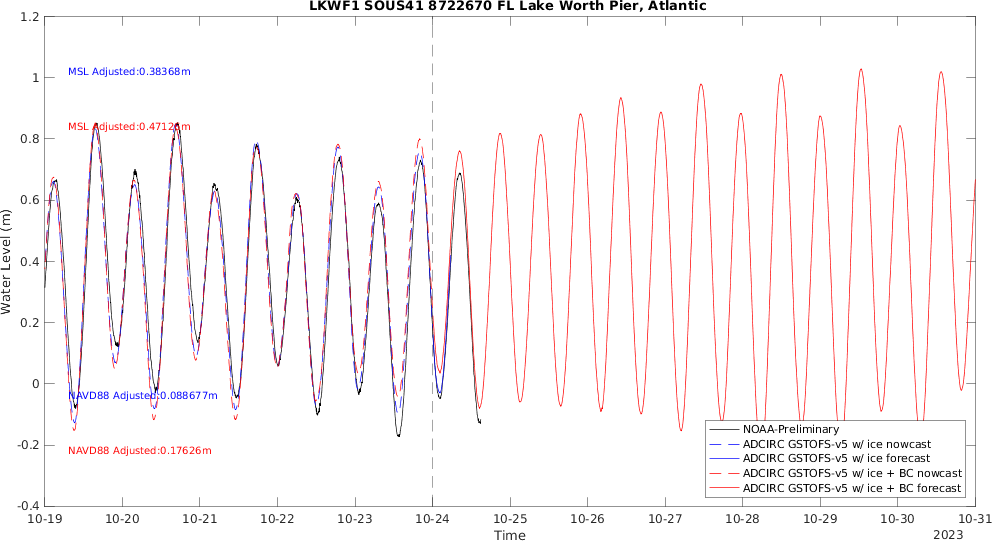 LKWF1 SOUS41 8722670 FL Lake Worth Pier, Atlantic
1.2
1
0.8
0.6
0.4
0.2
0
-0.2
-0.4
Water Level (m)
MSL Adjusted:0.38368m
MSL Adjusted:0.4712 m
NAVD88 Adjusted:0.088677m
NAVD88 Adjusted:0.17626m
NOAA-Preliminary
ADCIRC GSTOFS-v5 w/ ice nowcast
ADCIRC GSTOFS-v5 w/ ice forecast
ADCIRC GSTOFS-v5 w/ ice + BC nowcast
ADCIRC GSTOFS-v5 w/ ice + BC forecast
10-19 10-20 10-21 10-22 10-23 10-24 10-25 10-26 10-27 10-28 10-29 10-30 10-31
Time
2023